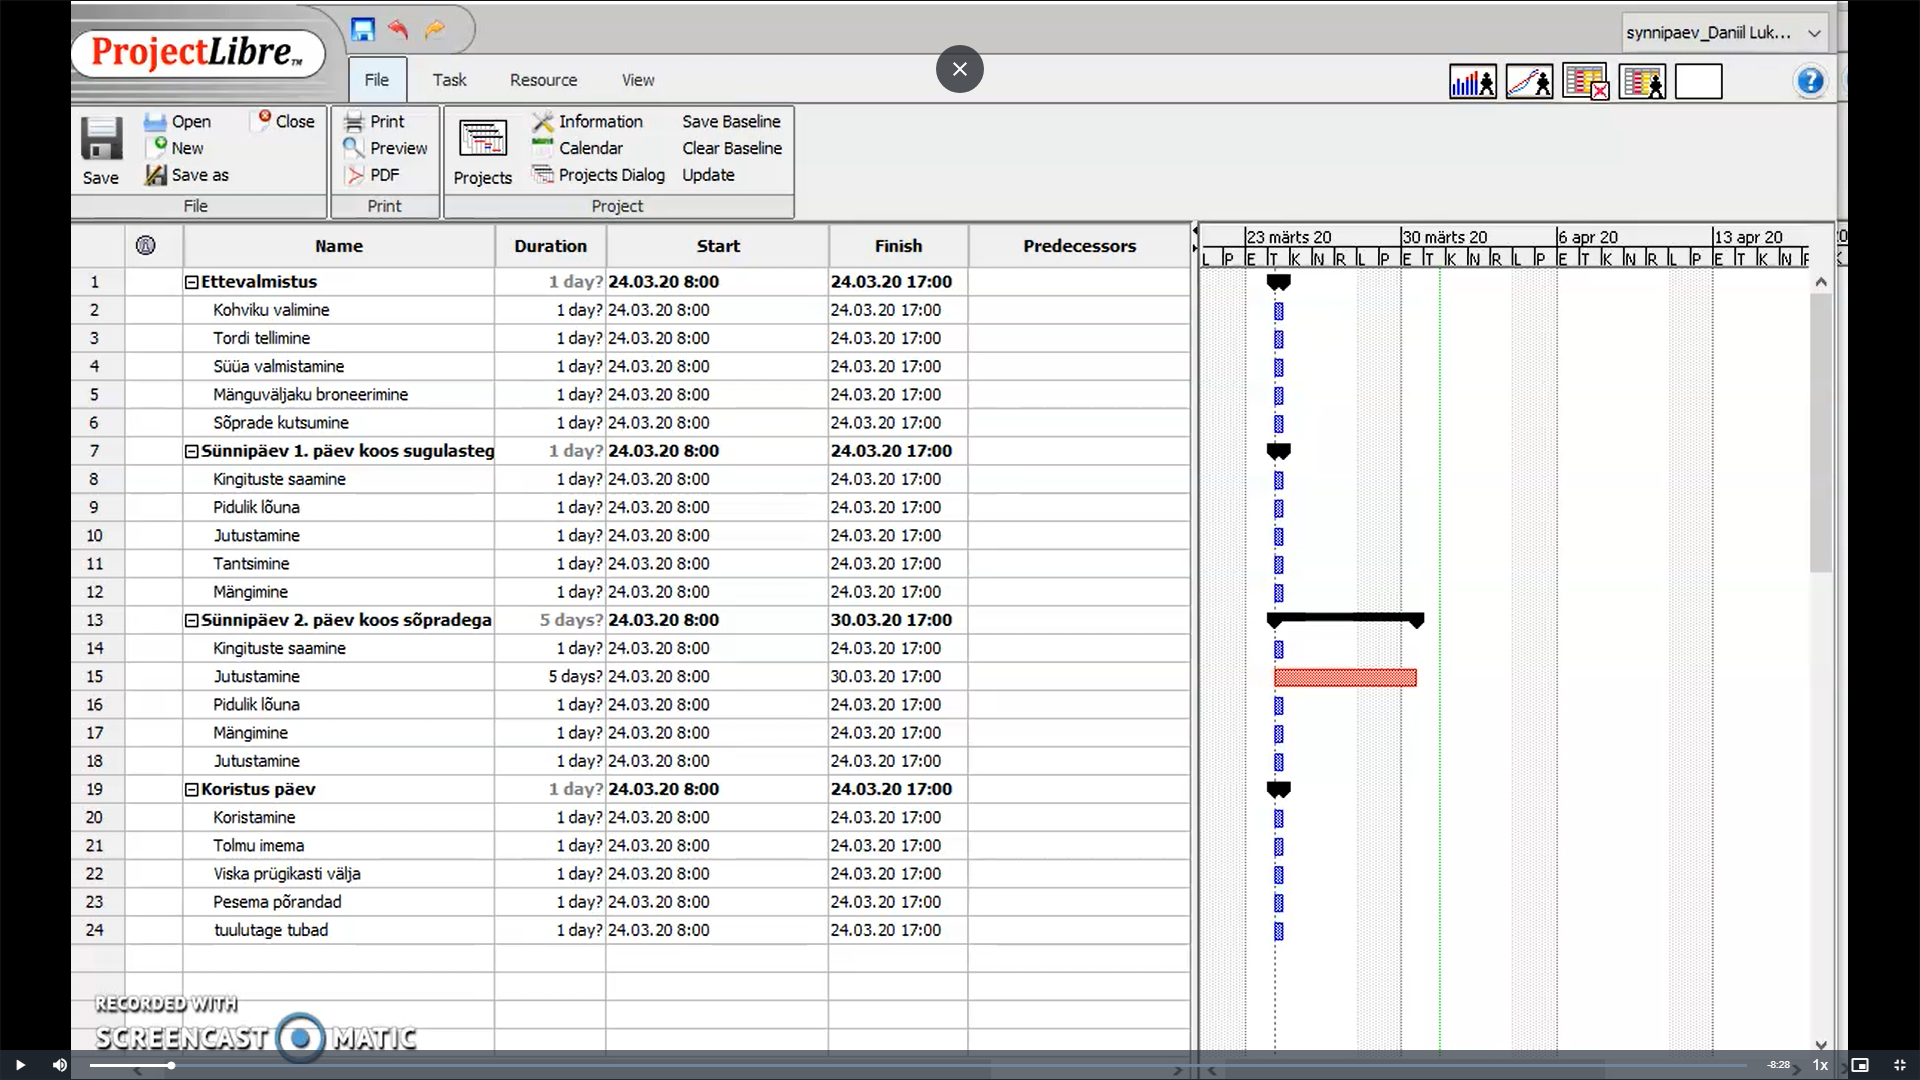 ProjectLibre™
synnipaev_Daniil Luk...
File Task Resource View
Save
Open
New
Save as
Close
File
Print
Preview
PDF
Print
Projects
Information
Calendar
Projects Dialog
Save Baseline
Clear Baseline
Update
Project
Name Duration Start Finish Predecessors
23 märts 20 30 märts 20 6 apr 20 13 apr 20
L P E T K N R L P E T K N R L P E T K N R L P E T K N
1 Ettevalmistus 1 day? 24.03.20 8:00 24.03.20 17:00
2 Kohviku valimine 1 day? 24.03.20 8:00 24.03.20 17:00
3 Tordi tellimine 1 day? 24.03.20 8:00 24.03.20 17:00
4 Süüa valmistamine 1 day? 24.03.20 8:00 24.03.20 17:00
5 Mänguväljaku broneerimine 1 day? 24.03.20 8:00 24.03.20 17:00
6 Sõprade kutsumine 1 day? 24.03.20 8:00 24.03.20 17:00
7 Sünnipäev 1. päev koos sugulasteg 1 day? 24.03.20 8:00 24.03.20 17:00
8 Kingituste saamine 1 day? 24.03.20 8:00 24.03.20 17:00
9 Pidulik lõuna 1 day? 24.03.20 8:00 24.03.20 17:00
10 Jutustamine 1 day? 24.03.20 8:00 24.03.20 17:00
11 Tantsimine 1 day? 24.03.20 8:00 24.03.20 17:00
12 Mängimine 1 day? 24.03.20 8:00 24.03.20 17:00
13 Sünnipäev 2. päev koos sõpradega 5 days? 24.03.20 8:00 30.03.20 17:00
14 Kingituste saamine 1 day? 24.03.20 8:00 24.03.20 17:00
15 Jutustamine 5 days? 24.03.20 8:00 30.03.20 17:00
16 Pidulik lõuna 1 day? 24.03.20 8:00 24.03.20 17:00
17 Mängimine 1 day? 24.03.20 8:00 24.03.20 17:00
18 Jutustamine 1 day? 24.03.20 8:00 24.03.20 17:00
19 Koristus päev 1 day? 24.03.20 8:00 24.03.20 17:00
20 Koristamine 1 day? 24.03.20 8:00 24.03.20 17:00
21 Tolmu imema 1 day? 24.03.20 8:00 24.03.20 17:00
22 Viska prügikasti välja 1 day? 24.03.20 8:00 24.03.20 17:00
23 Pesema põrandad 1 day? 24.03.20 8:00 24.03.20 17:00
24 tuulutage tubad 1 day? 24.03.20 8:00 24.03.20 17:00
RECORDED WITH
SCREENCAST MATIC
-8:28 1x